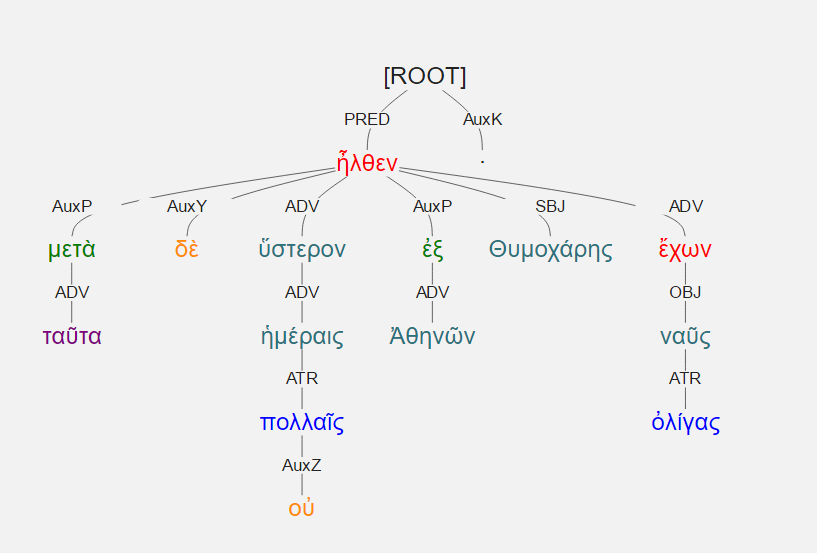 [ROOT]
PRED AuxK
ἦλθεν .
AuxP AuxY ADV AuxP SBJ ADV
μετὰ δὲ ὕστερον ἐξ Θυμοχάρης ἔχων
ADV ADV ADV OBJ
ταῦτα ἡμέραις Ἀθηνῶν ναῦς
ATR ATR
πολλαῖς ὀλίγας
AuxZ
οὐ